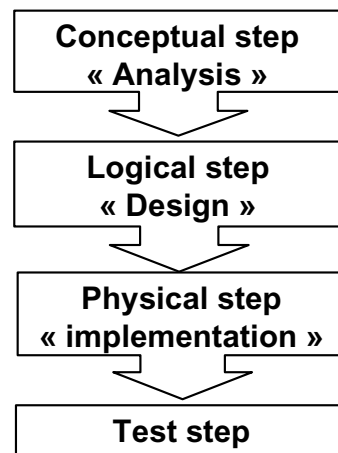 Conceptual step
« Analysis »
Logical step
« Design »
Physical step
« implementation »
Test step